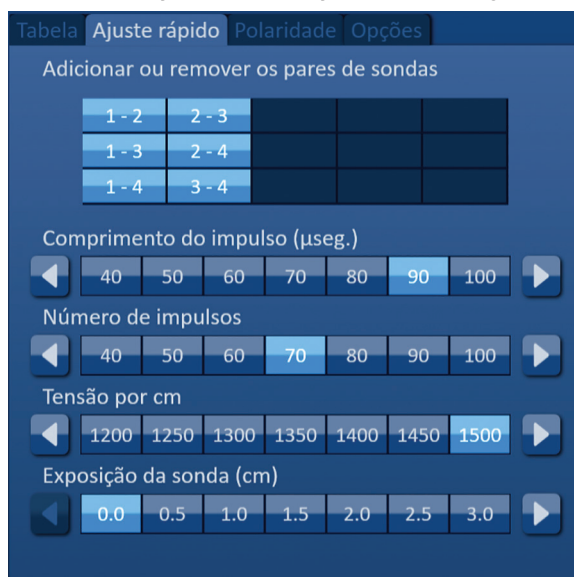 Tabela Ajuste rápido Polaridade Opções
Adicionar ou remover os pares de sondas
1 - 2 2 - 3
1 - 3 2 - 4
1 - 4 3 - 4
Comprimento do impulso (µseg.)
40 50 60 70 80 90 100
Número de impulsos
40 50 60 70 80 90 100
Tensão por cm
1200 1250 1300 1350 1400 1450 1500
Exposição da sonda (cm)
0.0 0.5 1.0 1.5 2.0 2.5 3.0